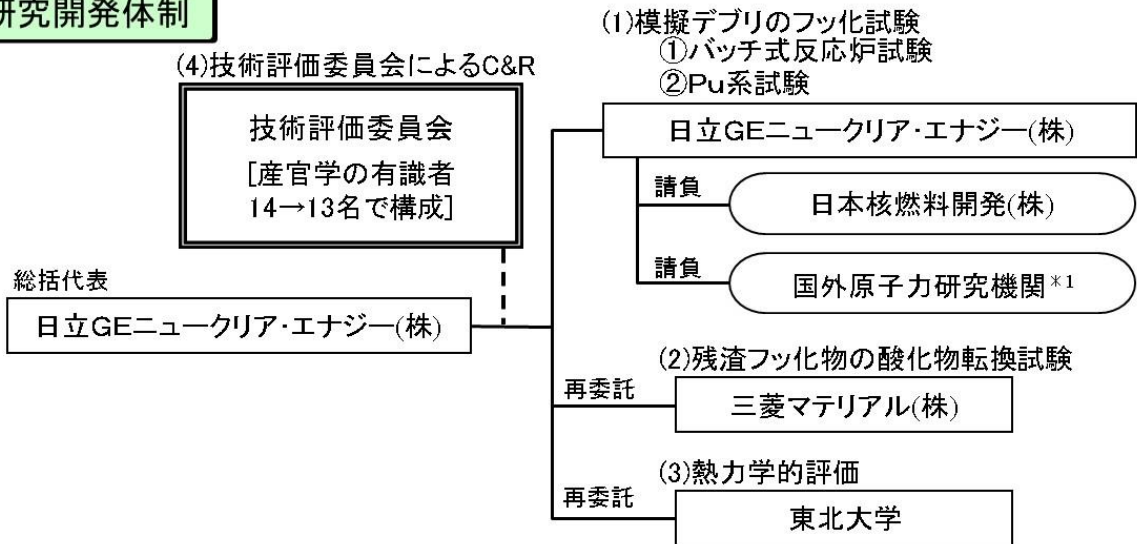 研究開発体制
(4)技術評価委員会によるC&R
技術評価委員会
[産官学の有識者
14→13名で構成]
総括代表
日立GEニュークリア・エナジー(株)
(1)模擬デブリのフッ化試験
①バッチ式反応炉試験
②Pu系試験
日立GEニュークリア・エナジー(株)
請負
日本核燃料開発(株)
請負
国外原子力研究機関*1
(2)残渣フッ化物の酸化物転換試験
再委託
三菱マテリアル(株)
(3)熱力学的評価
再委託
東北大学